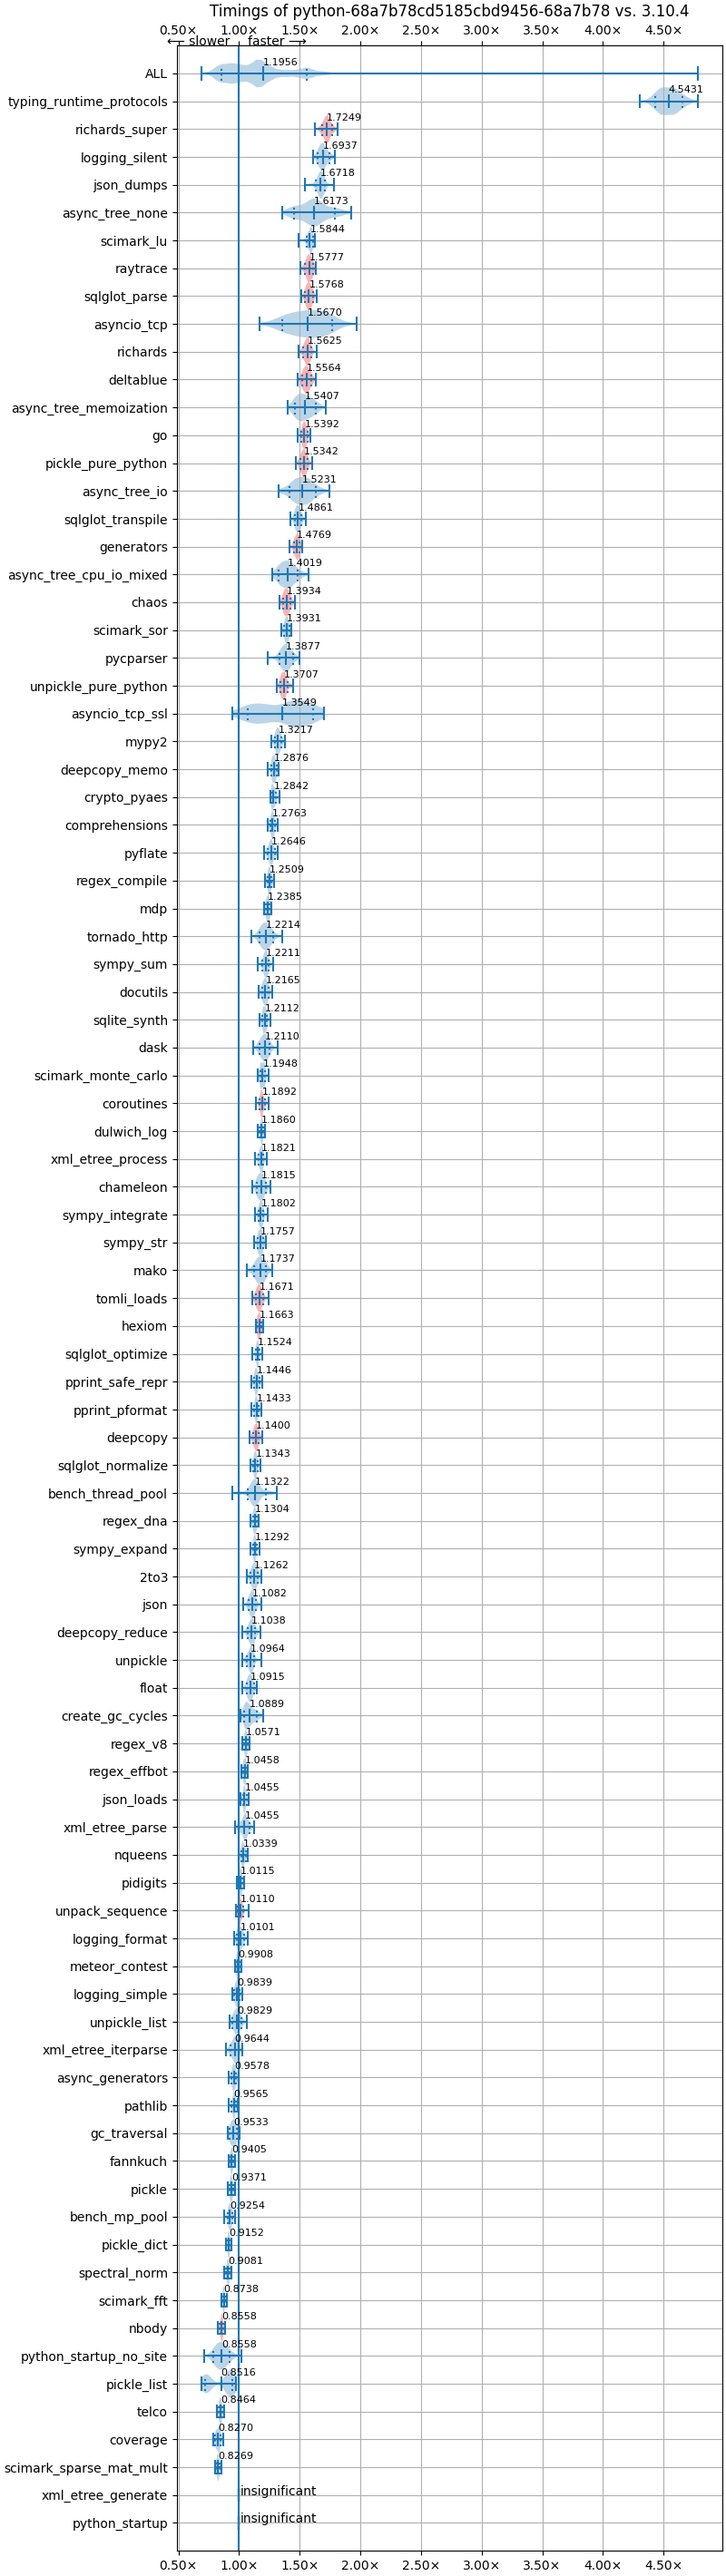 Timings of python-68a7b78cd5185cbd9456-68a7b78 vs. 3.10.4
0.50× 1.00× 1.50× 2.00× 2.50× 3.00× 3.50× 4.00× 4.50×
⟵ slower faster ⟶
ALL 1.1956
typing_runtime_protocols 4.5431
richards_super 1.7249
logging_silent 1.6937
json_dumps 1.6718
async_tree_none 1.6173
scimark_lu 1.5844
raytrace 1.5777
sqlglot_parse 1.5768
asyncio_tcp 1.5670
richards 1.5625
deltablue 1.5564
async_tree_memoization 1.5407
go 1.5392
pickle_pure_python 1.5342
async_tree_io 1.5231
sqlglot_transpile 1.4861
generators 1.4769
async_tree_cpu_io_mixed 1.4019
chaos 1.3934
scimark_sor 1.3931
pycparser 1.3877
unpickle_pure_python 1.3707
asyncio_tcp_ssl 1.3549
mypy2 1.3217
deepcopy_memo 1.2876
crypto_pyaes 1.2842
comprehensions 1.2763
pyflate 1.2646
regex_compile 1.2509
mdp 1.2385
tornado_http 1.2214
sympy_sum 1.2211
docutils 1.2165
sqlite_synth 1.2112
dask 1.2110
scimark_monte_carlo 1.1948
coroutines 1.1892
dulwich_log 1.1860
xml_etree_process 1.1821
chameleon 1.1815
sympy_integrate 1.1802
sympy_str 1.1757
mako 1.1737
tomli_loads 1.1671
hexiom 1.1663
sqlglot_optimize 1.1524
pprint_safe_repr 1.1446
pprint_pformat 1.1433
deepcopy 1.1400
sqlglot_normalize 1.1343
bench_thread_pool 1.1322
regex_dna 1.1304
sympy_expand 1.1292
2to3 1.1262
json 1.1082
deepcopy_reduce 1.1038
unpickle 1.0964
float 1.0915
create_gc_cycles 1.0889
regex_v8 1.0571
regex_effbot 1.0458
json_loads 1.0455
xml_etree_parse 1.0455
nqueens 1.0339
pidigits 1.0115
unpack_sequence 1.0110
logging_format 1.0101
meteor_contest 0.9908
logging_simple 0.9839
unpickle_list 0.9829
xml_etree_iterparse 0.9644
async_generators 0.9578
pathlib 0.9565
gc_traversal 0.9533
fannkuch 0.9405
pickle 0.9371
bench_mp_pool 0.9254
pickle_dict 0.9152
spectral_norm 0.9081
scimark_fft 0.8738
nbody 0.8558
python_startup_no_site 0.8558
pickle_list 0.8516
telco 0.8464
coverage 0.8270
scimark_sparse_mat_mult 0.8269
xml_etree_generate insignificant
python_startup insignificant
0.50× 1.00× 1.50× 2.00× 2.50× 3.00× 3.50× 4.00× 4.50×